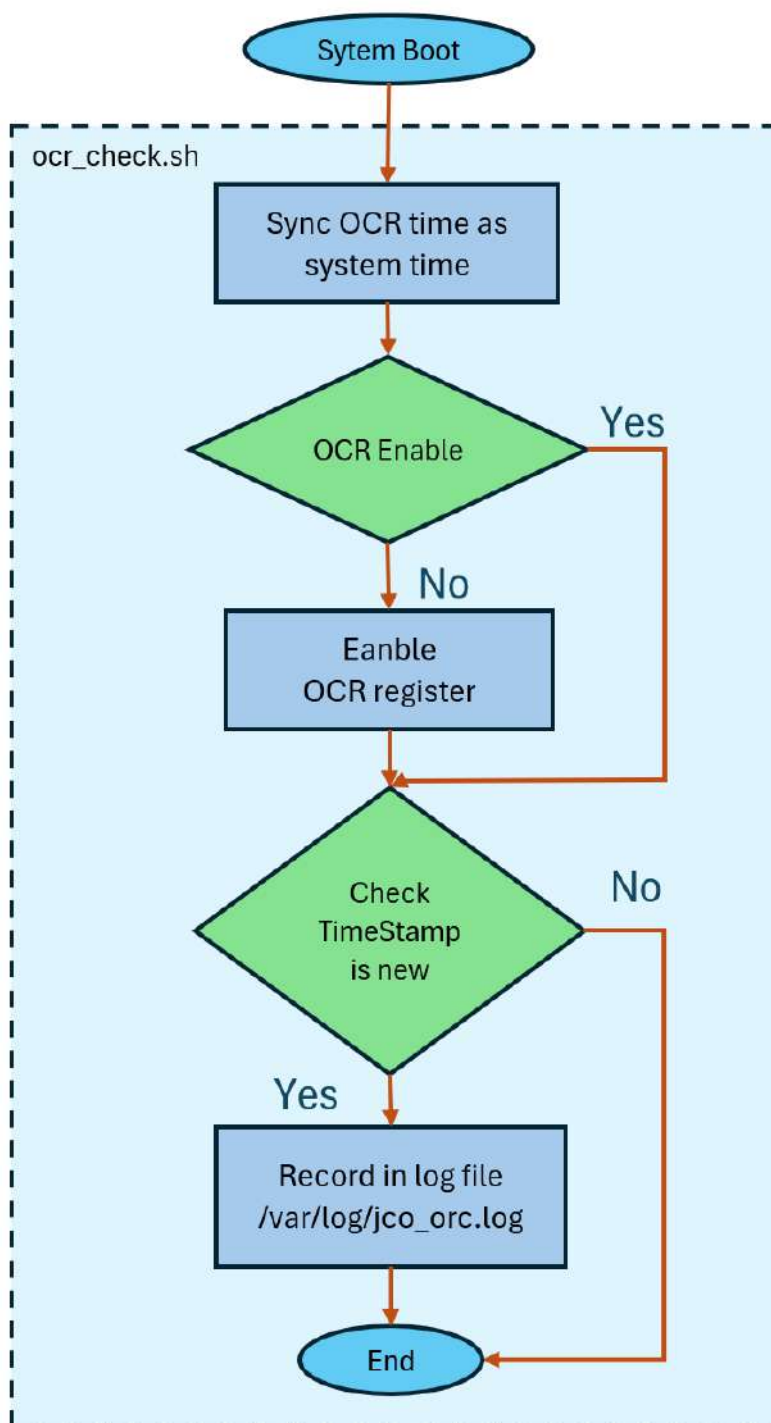 Sytem Boot
ocr_check.sh
Sync OCR time as
system time
OCR Enable
Yes
No
Eanble
OCR register
Check
TimeStamp
is new
No
Yes
Record in log file
/var/log/jco_orc.log
End